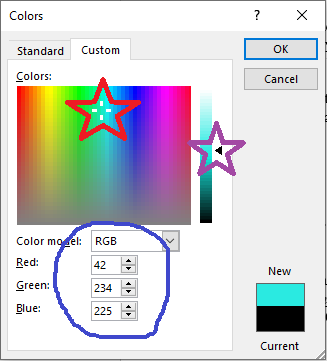 Colors ? ×
Standard Custom
OK
Cancel
Colors:
Color model: RGB
Red: 42
Green: 234
Blue: 225
New
Current